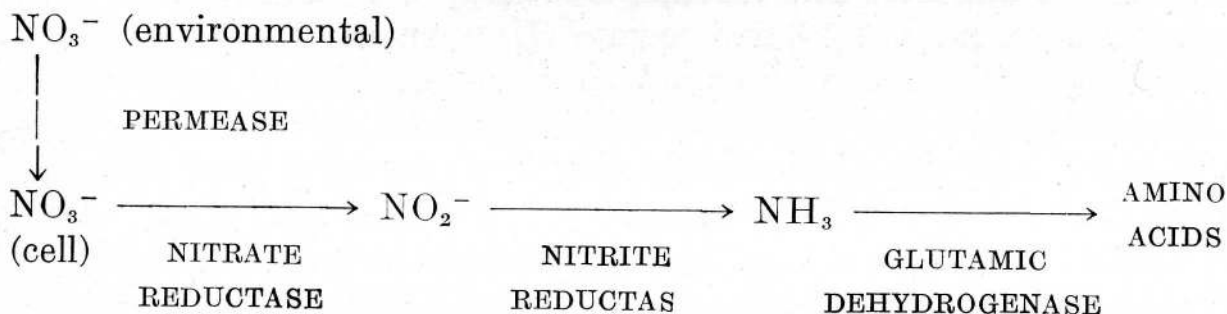 NO₃⁻ (environmental)
PERMEASE
NO₃⁻ NO₂⁻ NH₃ AMINO
(cell) NITRATE NITRITE GLUTAMIC ACIDS
REDUCTASE REDUCTAS DEHYDROGENASE